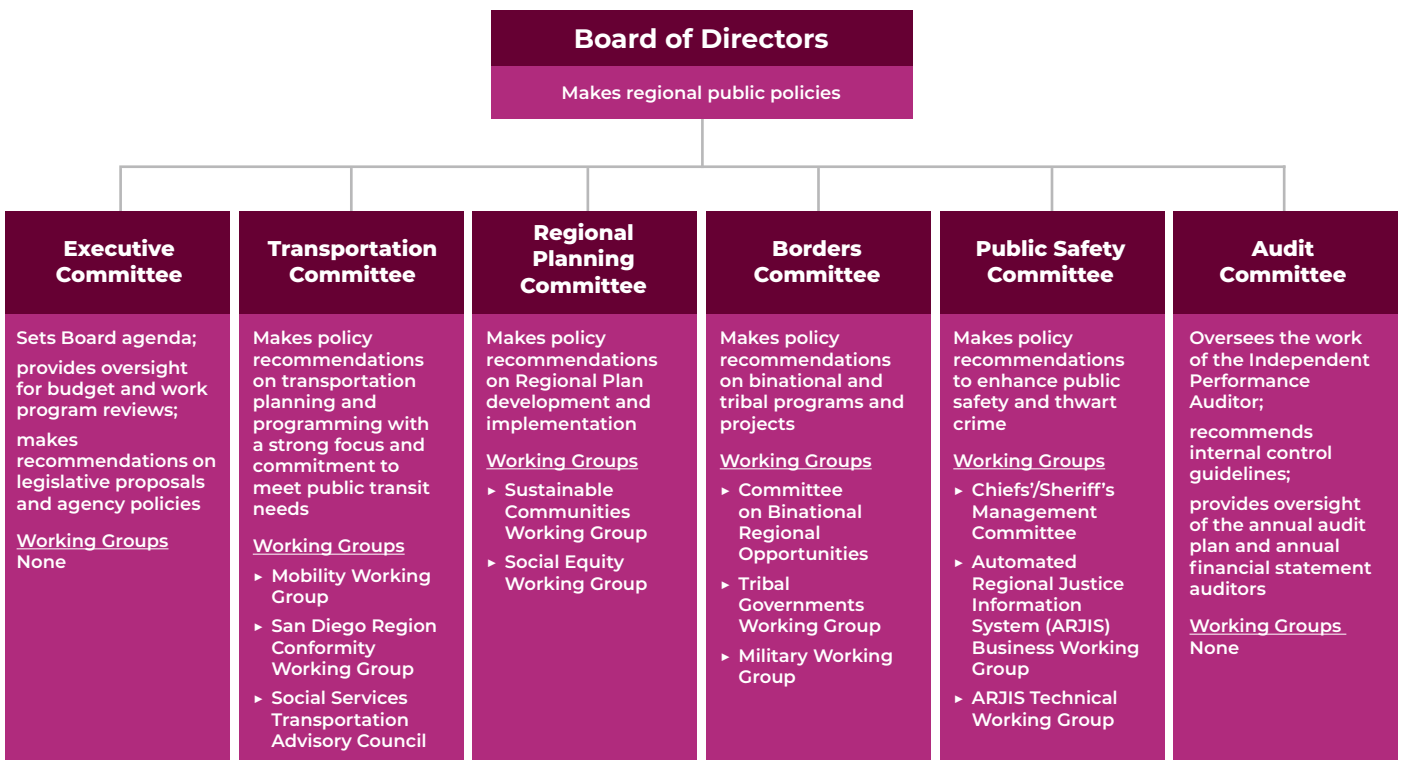 Board of Directors
Makes regional public policies
Executive
Committee
Sets Board agenda;
provides oversight
for budget and work
program reviews;
makes
recommendations on
legislative proposals
and agency policies
Working Groups
None
Transportation
Committee
Makes policy
recommendations
on transportation
planning and
programming with
a strong focus and
commitment to
meet public transit
needs
Working Groups
▸ Mobility Working
Group
▸ San Diego Region
Conformity
Working Group
▸ Social Services
Transportation
Advisory Council
Regional
Planning
Committee
Makes policy
recommendations
on Regional Plan
development and
implementation
Working Groups
▸ Sustainable
Communities
Working Group
▸ Social Equity
Working Group
Borders
Committee
Makes policy
recommendations
on binational and
tribal programs and
projects
Working Groups
▸ Committee
on Binational
Regional
Opportunities
▸ Tribal
Governments
Working Group
▸ Military Working
Group
Public Safety
Committee
Makes policy
recommendations
to enhance public
safety and thwart
crime
Working Groups
▸ Chiefs’/Sheriff’s
Management
Committee
▸ Automated
Regional Justice
Information
System (ARJIS)
Business Working
Group
▸ ARJIS Technical
Working Group
Audit
Committee
Oversees the work
of the Independent
Performance
Auditor;
recommends
internal control
guidelines;
provides oversight
of the annual audit
plan and annual
financial statement
auditors
Working Groups
None